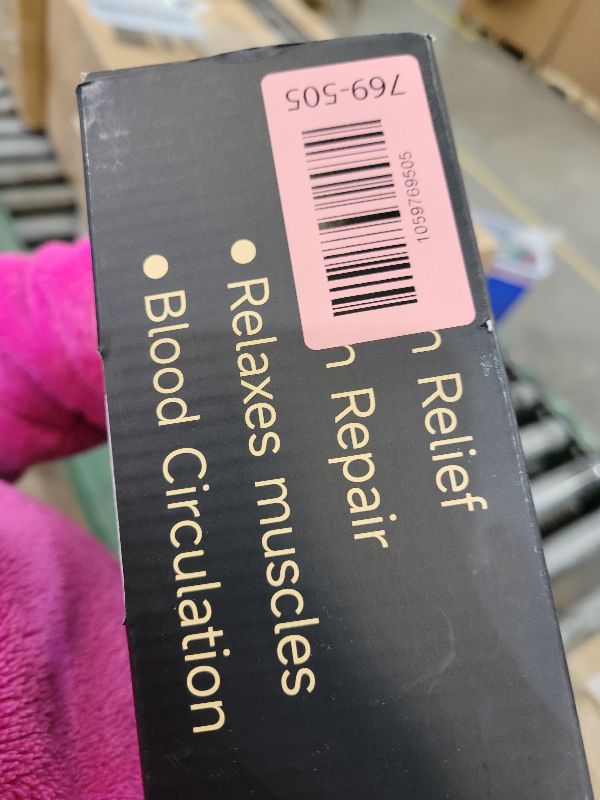 769-505
1059769505
n Relief
n Repair
• Relaxes muscles
• Blood Circulation